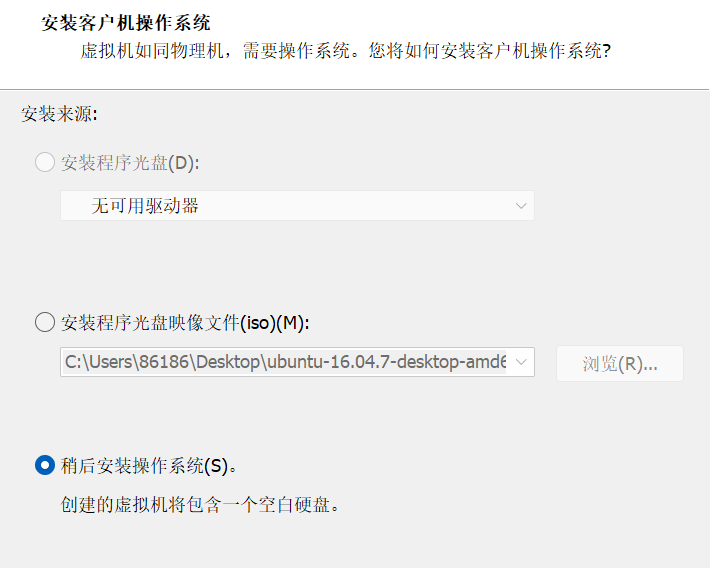 安装客户机操作系统
虚拟机如同物理机，需要操作系统。您将如何安装客户机操作系统?
安装来源:
安装程序光盘(D):
无可用驱动器
安装程序光盘映像文件(iso)(M):
C:\Users\86186\Desktop\ubuntu-16.04.7-desktop-amd6
浏览(R)...
稍后安装操作系统(S)。
创建的虚拟机将包含一个空白硬盘。